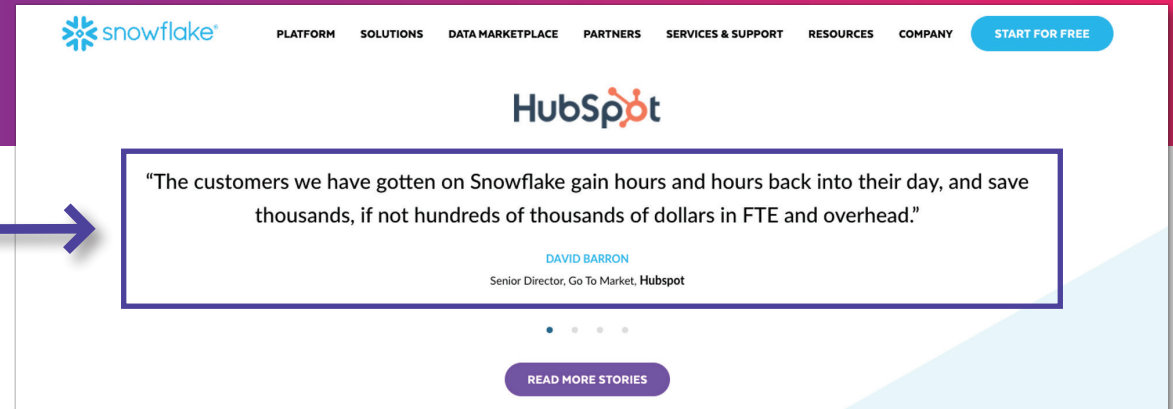 snowflake®
PLATFORM SOLUTIONS DATA MARKETPLACE PARTNERS SERVICES & SUPPORT RESOURCES COMPANY START FOR FREE
HubSpot
“The customers we have gotten on Snowflake gain hours and hours back into their day, and save
thousands, if not hundreds of thousands of dollars in FTE and overhead.”
DAVID BARRON
Senior Director, Go To Market, Hubspot
READ MORE STORIES